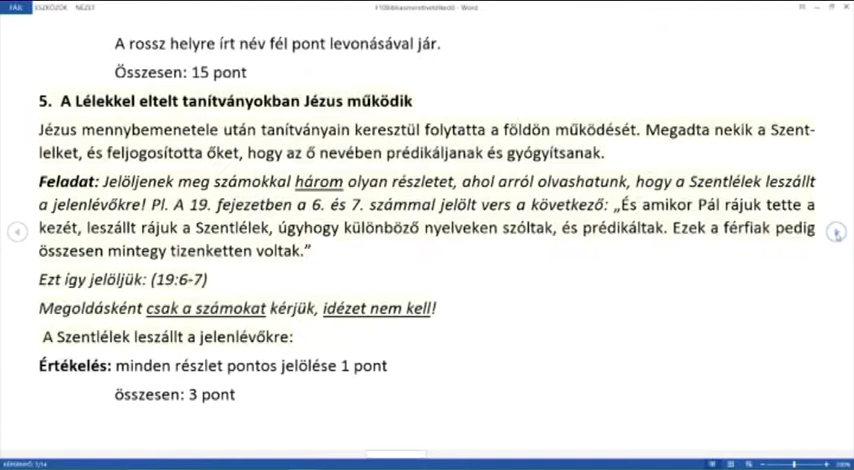 FÁJL ESZKÖZÖK NÉZET
A rossz helyre írt név fél pont levonásával jár.
Összesen: 15 pont
5. A Lélekkel eltelt tanítványokban Jézus működik
Jézus mennybemenetele után tanítványain keresztül folytatta a földön működését. Megadta nekik a Szent-
lelket, és feljogosította őket, hogy az ő nevében prédikáljanak és gyógyítsanak.
Feladat: Jelöljenek meg számokkal három olyan részletet, ahol arról olvashatunk, hogy a Szentlélek leszállt
a jelenlévőkre! Pl. A 19. fejezetben a 6. és 7. számmal jelölt vers a következő: „És amikor Pál rájuk tette a
kezét, leszállt rájuk a Szentlélek, úgyhogy különböző nyelveken szóltak, és prédikáltak. Ezek a férfiak pedig
összesen mintegy tizenketten voltak.”
Ezt így jelöljük: (19:6-7)
Megoldásként csak a számokat kérjük, idézet nem kell!
A Szentlélek leszállt a jelenlévőkre:
Értékelés: minden részlet pontos jelölése 1 pont
összesen: 3 pont